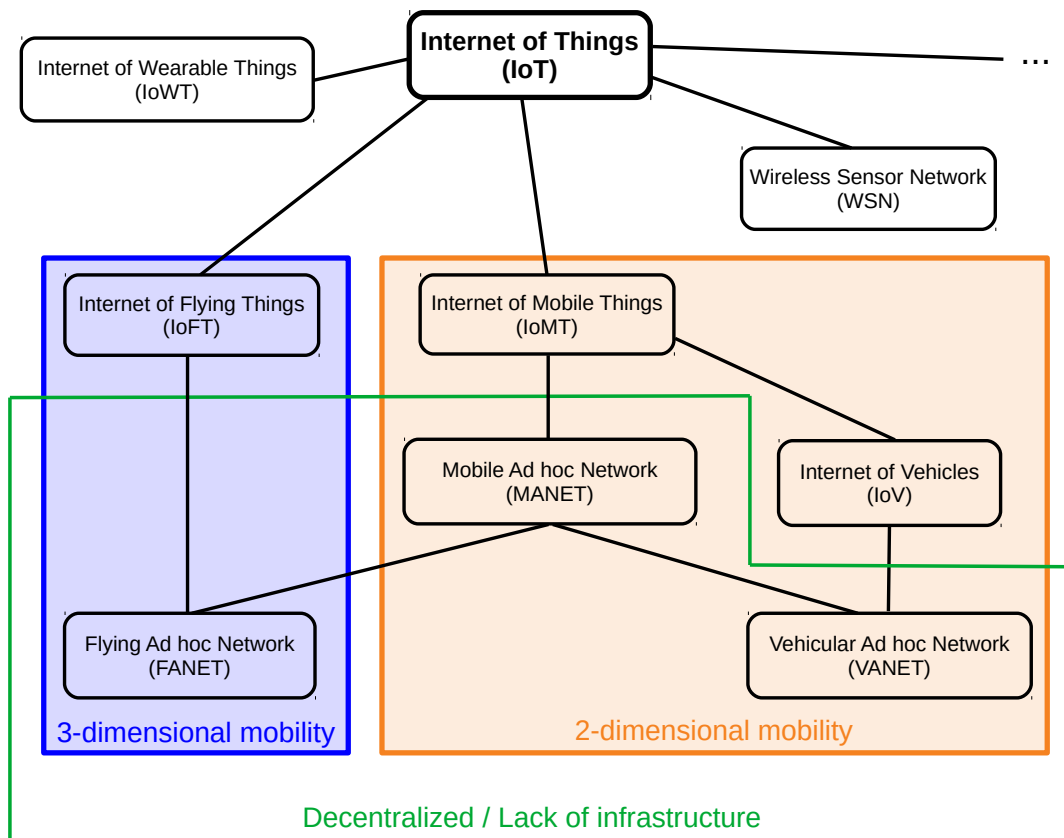 Internet of Things
(IoT)
...
Internet of Wearable Things
(IoWT)
Wireless Sensor Network
(WSN)
Internet of Flying Things
(IoFT)
Internet of Mobile Things
(IoMT)
Mobile Ad hoc Network
(MANET)
Internet of Vehicles
(IoV)
Flying Ad hoc Network
(FANET)
Vehicular Ad hoc Network
(VANET)
3-dimensional mobility
2-dimensional mobility
Decentralized / Lack of infrastructure